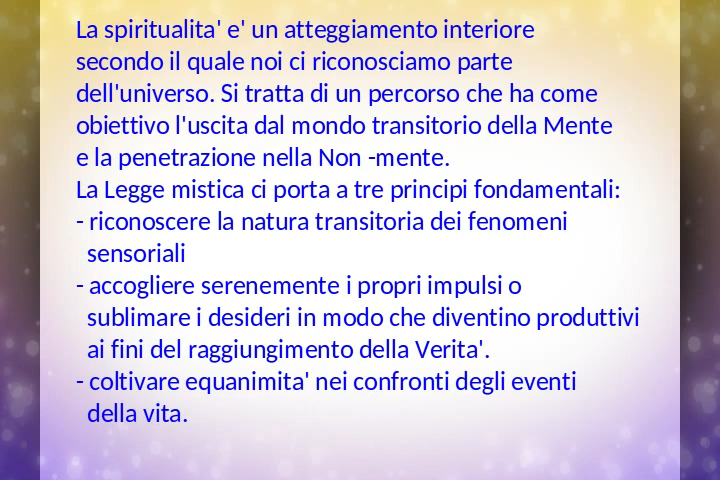 La spiritualita' e' un atteggiamento interiore
secondo il quale noi ci riconosciamo parte
dell'universo. Si tratta di un percorso che ha come
obiettivo l'uscita dal mondo transitorio della Mente
e la penetrazione nella Non -mente.
La Legge mistica ci porta a tre principi fondamentali:
- riconoscere la natura transitoria dei fenomeni
sensoriali
- accogliere serenemente i propri impulsi o
sublimare i desideri in modo che diventino produttivi
ai fini del raggiungimento della Verita'.
- coltivare equanimita' nei confronti degli eventi
della vita.